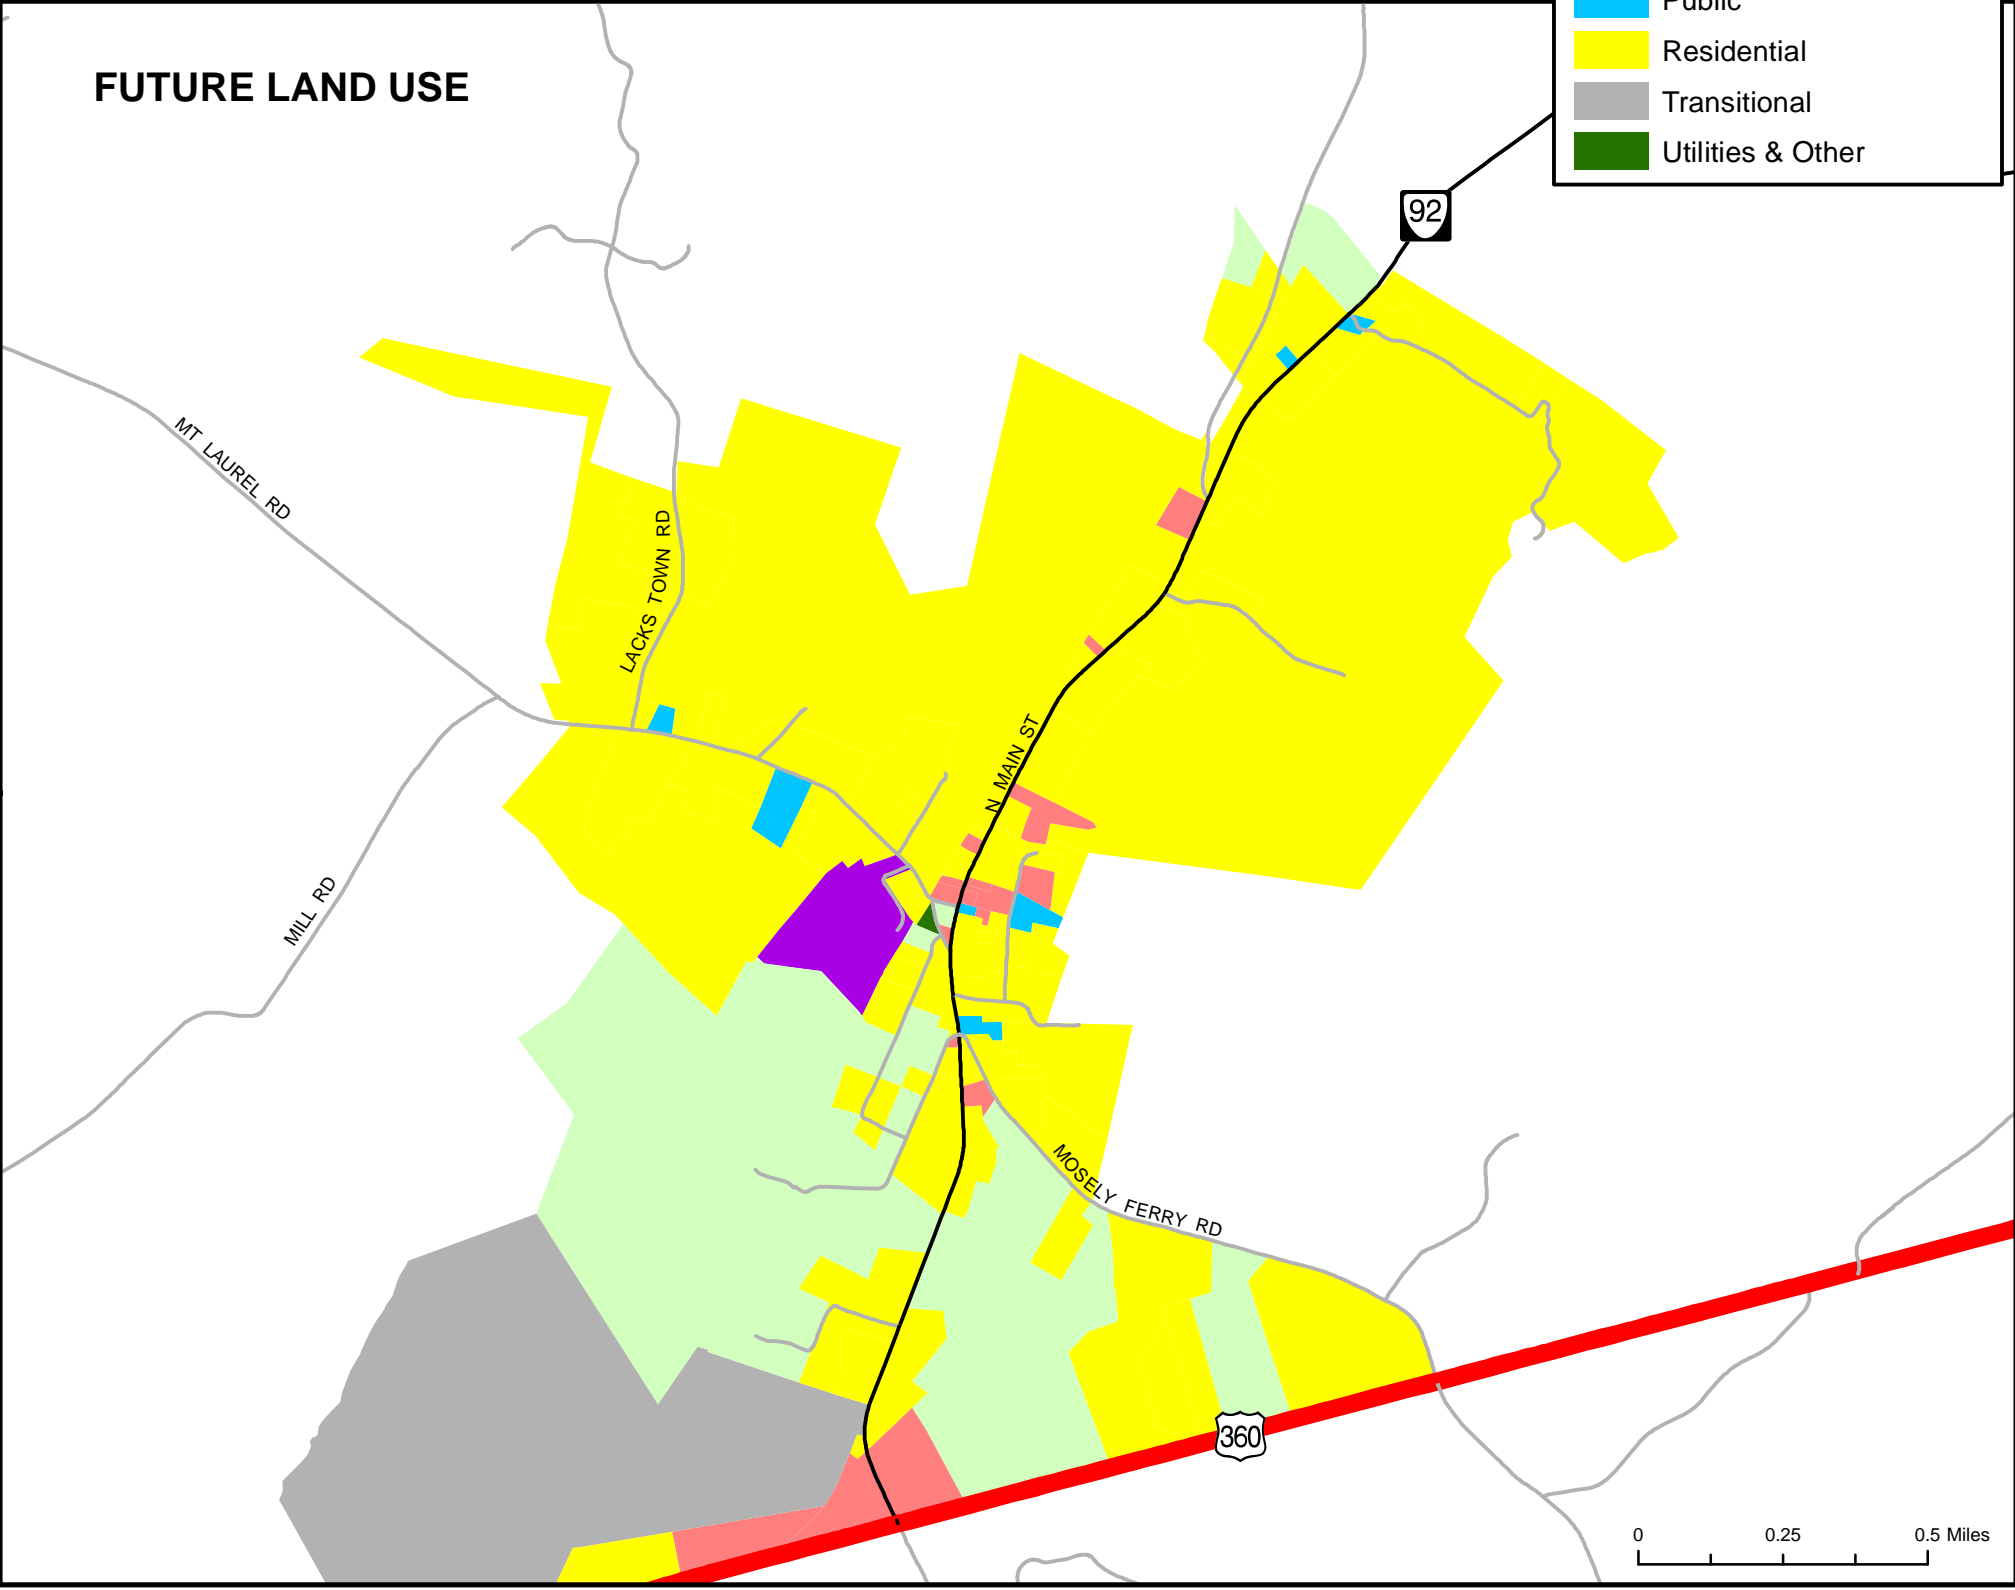 Public
FUTURE LAND USE
Residential
Transitional
Utilities & Other
92
MT LAUREL RD
LACKS TOWN RD
N MAIN ST
MILL RD
MOSELY FERRY RD
360
0 0.25 0.5 Miles